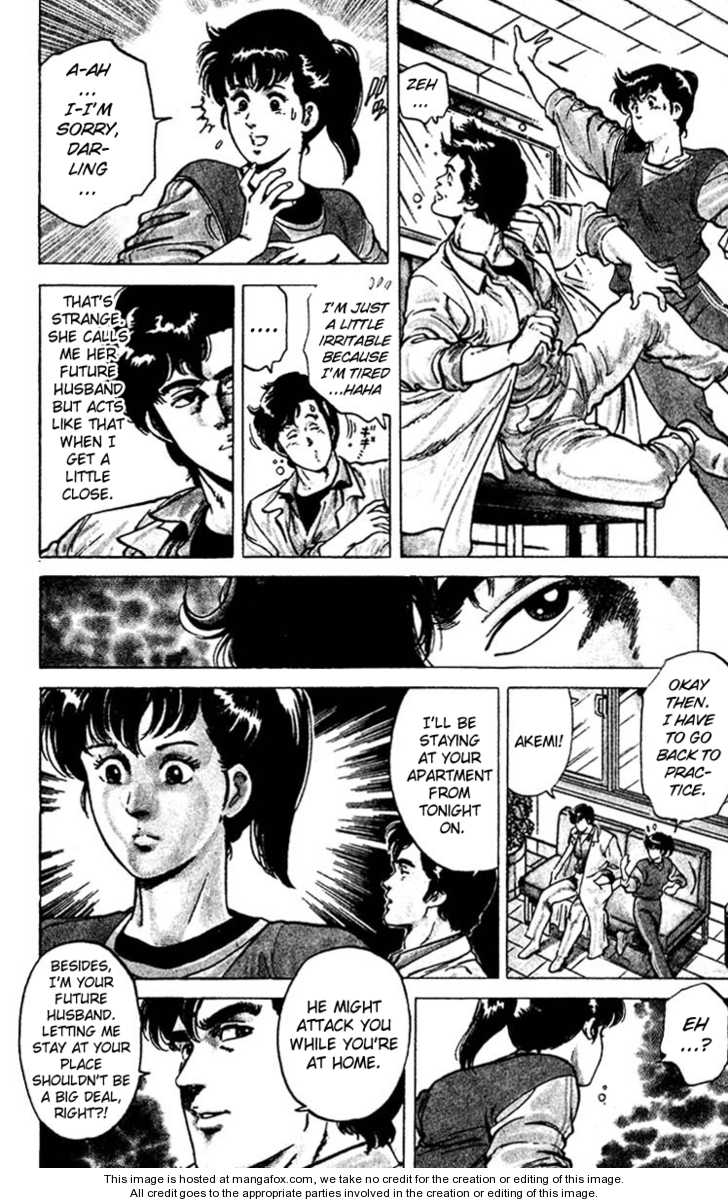 ZEH
...
A-AH
...
I-I'M
SORRY,
DAR-
LING
...
I'M JUST
A LITTLE
IRRITABLE
BECAUSE
I'M TIRED
...HAHA
....
THAT'S
STRANGE.
SHE CALLS
ME HER
FUTURE
HUSBAND
BUT ACTS
LIKE THAT
WHEN I
GET A
LITTLE
CLOSE.
OKAY
THEN.
I HAVE
TO GO
BACK TO
PRAC-
TICE.
AKEMI!
I'LL BE
STAYING
AT YOUR
APARTMENT
FROM
TONIGHT
ON.
EH
...?
HE MIGHT
ATTACK YOU
WHILE YOU'RE
AT HOME.
BESIDES,
I'M YOUR
FUTURE
HUSBAND.
LETTING ME
STAY AT YOUR
PLACE
SHOULDN'T BE
A BIG DEAL,
RIGHT?!
This image is hosted at mangafox.com, we take no credit for the creation or editing of this image.
All credit goes to the appropriate parties involved in the creation or editing of this image.